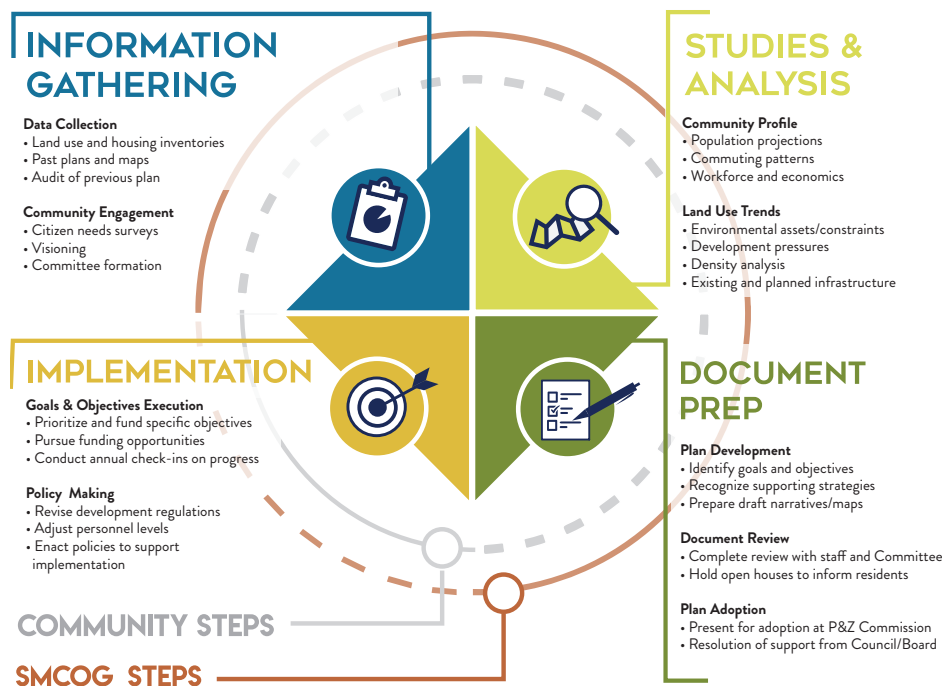 INFORMATION
GATHERING
Data Collection
• Land use and housing inventories
• Past plans and maps
• Audit of previous plan
Community Engagement
• Citizen needs surveys
• Visioning
• Committee formation
STUDIES &
ANALYSIS
Community Profile
• Population projections
• Commuting patterns
• Workforce and economics
Land Use Trends
• Environmental assets/constraints
• Development pressures
• Density analysis
• Existing and planned infrastructure
IMPLEMENTATION
Goals & Objectives Execution
• Prioritize and fund specific objectives
• Pursue funding opportunities
• Conduct annual check-ins on progress
Policy Making
• Revise development regulations
• Adjust personnel levels
• Enact policies to support
implementation
DOCUMENT
PREP
Plan Development
• Identify goals and objectives
• Recognize supporting strategies
• Prepare draft narratives/maps
Document Review
• Complete review with staff and Committee
• Hold open houses to inform residents
Plan Adoption
• Present for adoption at P&Z Commission
• Resolution of support from Council/Board
COMMUNITY STEPS
SMCOG STEPS